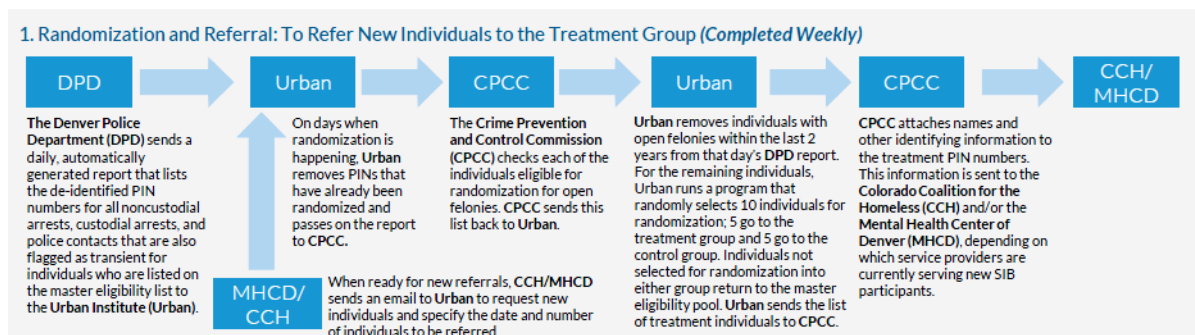 1. Randomization and Referral: To Refer New Individuals to the Treatment Group (Completed Weekly)
DPD
Urban
CPCC
Urban
CPCC
CCH/
MHCD
The Denver Police
Department (DPD) sends a
daily, automatically
generated report that lists
the de-identified PIN
numbers for all noncustodial
arrests, custodial arrests, and
police contacts that are also
flagged as transient for
individuals who are listed on
the master eligibility list to
the Urban Institute (Urban).
On days when
randomization is
happening, Urban
removes PINs that
have already been
randomized and
passes on the report
to CPCC.
The Crime Prevention
and Control Commission
(CPCC) checks each of the
individuals eligible for
randomization for open
felonies. CPCC sends this
list back to Urban.
Urban removes individuals with
open felonies within the last 2
years from that day's DPD report.
For the remaining individuals,
Urban runs a program that
randomly selects 10 individuals for
randomization; 5 go to the
treatment group and 5 go to the
control group. Individuals not
selected for randomization into
either group return to the master
eligibility pool. Urban sends the list
of treatment individuals to CPCC.
CPCC attaches names and
other identifying information to
the treatment PIN numbers.
This information is sent to the
Colorado Coalition for the
Homeless (CCH) and/or the
Mental Health Center of
Denver (MHCD), depending on
which service providers are
currently serving new SIB
participants.
MHCD/
CCH
When ready for new referrals, CCH/MHCD
sends an email to Urban to request new
individuals and specify the date and number
of individuals to be referred.